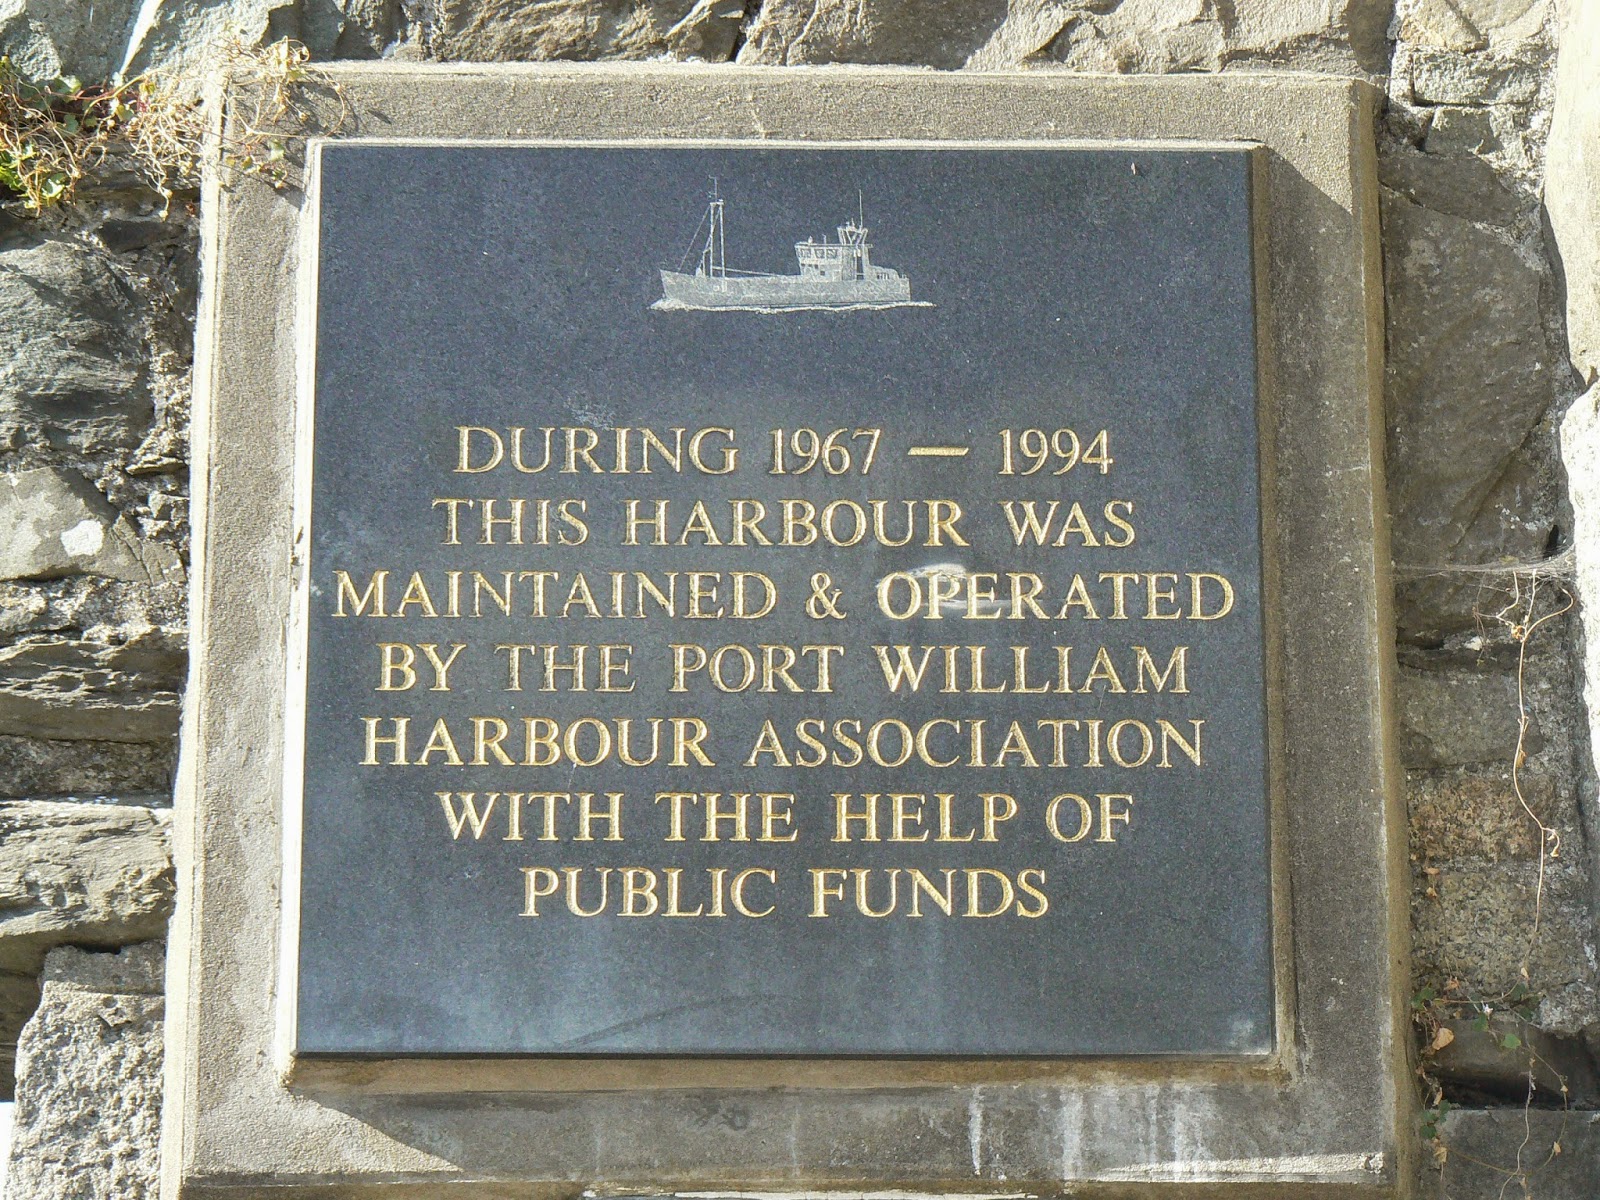 DURING 1967 — 1994
THIS HARBOUR WAS
MAINTAINED & OPERATED
BY THE PORT WILLIAM
HARBOUR ASSOCIATION
WITH THE HELP OF
PUBLIC FUNDS